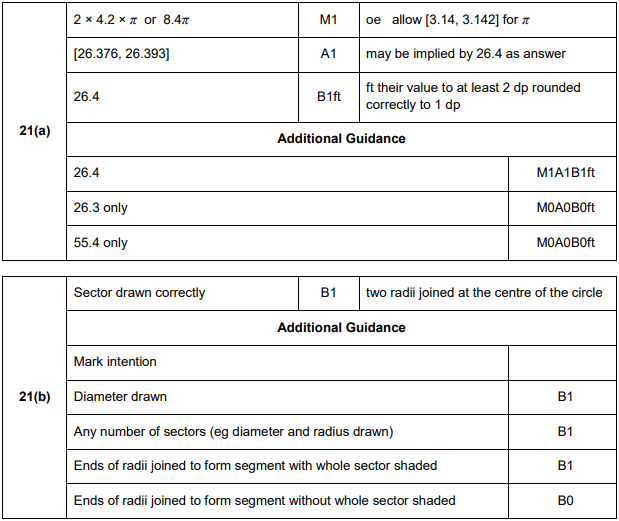 2 × 4.2 × π or 8.4π
M1
oe allow [3.14, 3.142] for π
[26.376, 26.393]
A1
may be implied by 26.4 as answer
21(a)
26.4
B1ft
ft their value to at least 2 dp rounded
correctly to 1 dp
Additional Guidance
26.4
M1A1B1ft
26.3 only
M0A0B0ft
55.4 only
M0A0B0ft
21(b)
Sector drawn correctly
B1
two radii joined at the centre of the circle
Additional Guidance
Mark intention
Diameter drawn
B1
Any number of sectors (eg diameter and radius drawn)
B1
Ends of radii joined to form segment with whole sector shaded
B1
Ends of radii joined to form segment without whole sector shaded
B0